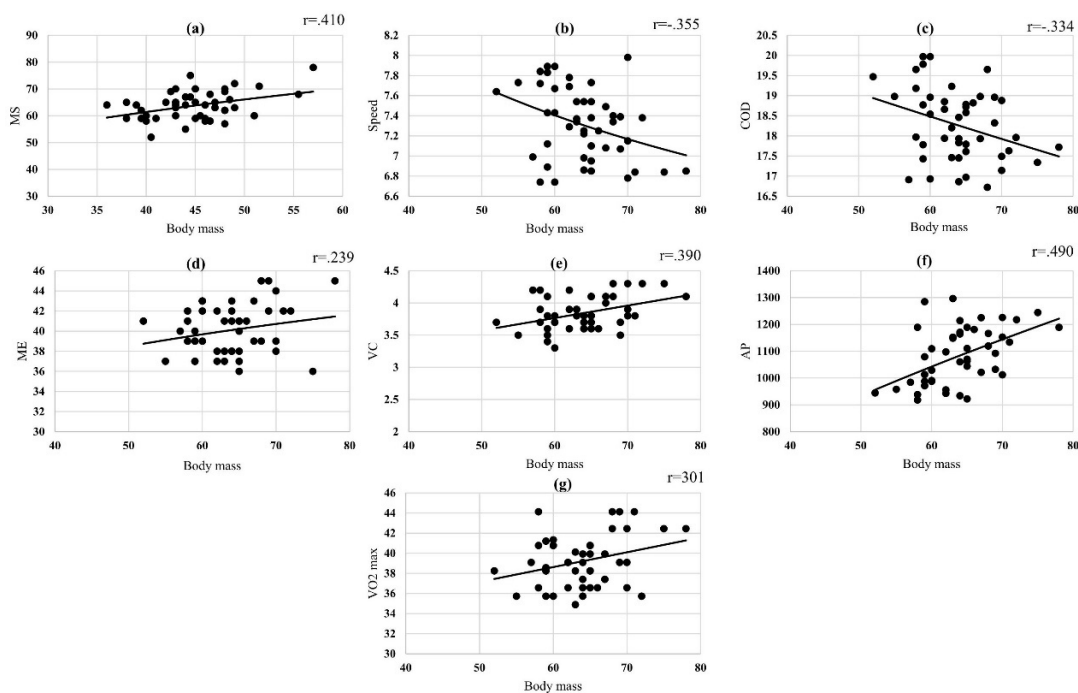 (a)
r=.410
MS
90
80
70
60
50
40
30
30 35 40 45 50 55 60
Body mass
(b)
r=-.355
Speed
8.2
8
7.8
7.6
7.4
7.2
7
6.8
6.6
40 50 60 70 80
Body mass
(c)
r=-.334
COD
20.5
20
19.5
19
18.5
18
17.5
17
16.5
40 50 60 70 80
Body mass
(d)
r=.239
ME
46
44
42
40
38
36
34
32
30
40 50 60 70 80
Body mass
(e)
r=.390
VC
4.5
4
3.5
3
2.5
2
40 50 60 70 80
Body mass
(f)
r=.490
AP
1400
1300
1200
1100
1000
900
800
40 50 60 70 80
Body mass
(g)
r=301
VO2 max
46
44
42
40
38
36
34
32
30
40 50 60 70 80
Body mass